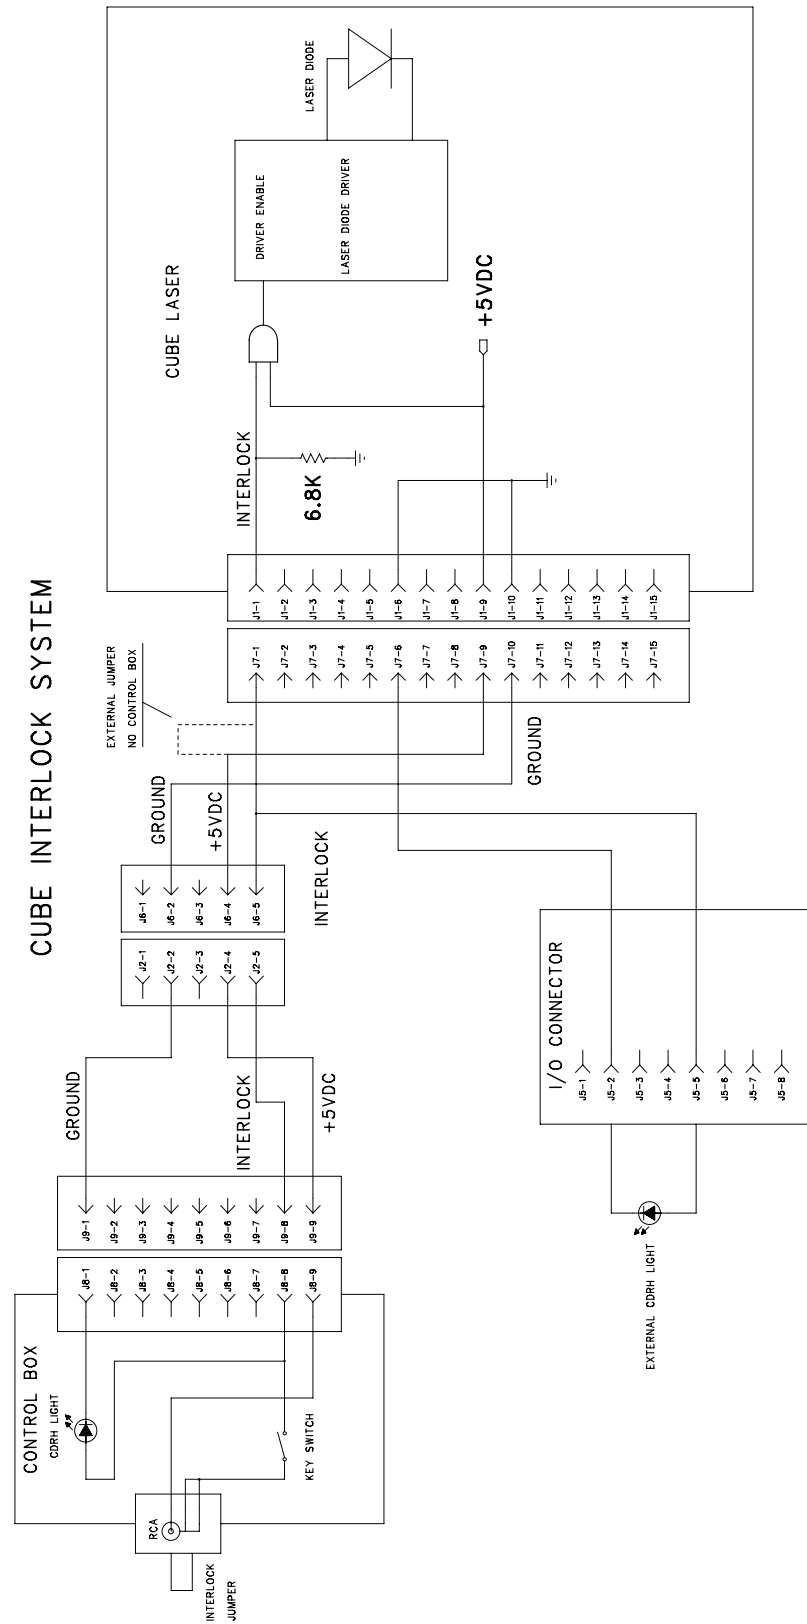 CUBE INTERLOCK SYSTEM
CONTROL BOX
CDRH LIGHT
RCA
INTERLOCK
JUMPER
KEY SWITCH
J8-1
J8-2
J8-3
J8-4
J8-5
J8-6
J8-7
J8-8
J8-9
J9-1
J9-2
J9-3
J9-4
J9-5
J9-6
J9-7
J9-8
J9-9
GROUND
INTERLOCK
+5VDC
J2-1
J2-2
J2-3
J2-4
J2-5
J6-1
J6-2
J6-3
J6-4
J6-5
GROUND
+5VDC
INTERLOCK
EXTERNAL JUMPER
NO CONTROL BOX
GROUND
J7-1
J7-2
J7-3
J7-4
J7-5
J7-6
J7-7
J7-8
J7-9
J7-10
J7-11
J7-12
J7-13
J7-14
J7-15
J1-1
J1-2
J1-3
J1-4
J1-5
J1-6
J1-7
J1-8
J1-9
J1-10
J1-11
J1-12
J1-13
J1-14
J1-15
INTERLOCK
6.8K
+5VDC
CUBE LASER
DRIVER ENABLE
LASER DIODE DRIVER
LASER DIODE
I/O CONNECTOR
J5-1
J5-2
J5-3
J5-4
J5-5
J5-6
J5-7
J5-8
EXTERNAL CDRH LIGHT